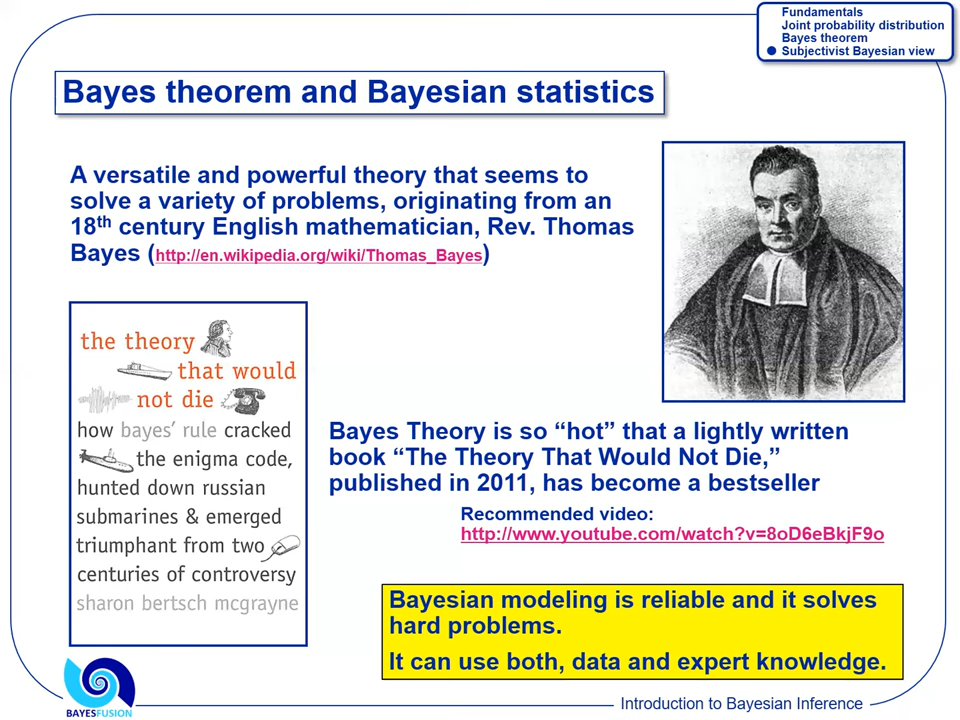 Fundamentals
Joint probability distribution
Bayes theorem
● Subjectivist Bayesian view
Bayes theorem and Bayesian statistics
A versatile and powerful theory that seems to
solve a variety of problems, originating from an
18th century English mathematician, Rev. Thomas
Bayes (http://en.wikipedia.org/wiki/Thomas_Bayes)
the theory
that would
not die
how bayes' rule cracked
the enigma code,
hunted down russian
submarines & emerged
triumphant from two
centuries of controversy
sharon bertsch mcgrayne
Bayes Theory is so “hot” that a lightly written
book “The Theory That Would Not Die,”
published in 2011, has become a bestseller
Recommended video:
http://www.youtube.com/watch?v=8oD6eBkjF9o
Bayesian modeling is reliable and it solves
hard problems.
It can use both, data and expert knowledge.
BAYESFUSION
Introduction to Bayesian Inference